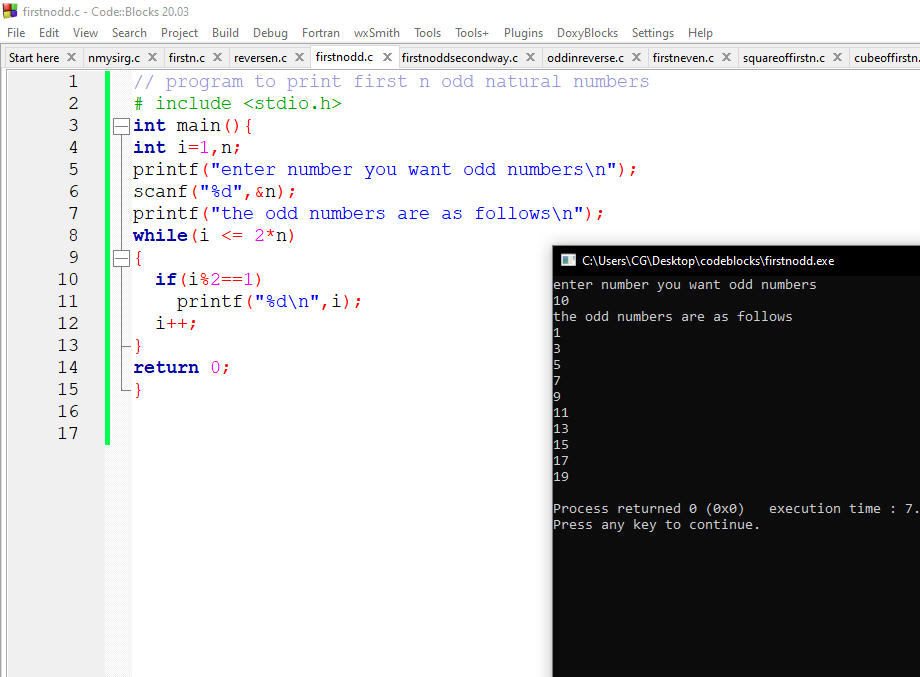 firstnodd.c - Code::Blocks 20.03
File Edit View Search Project Build Debug Fortran wxSmith Tools Tools+ Plugins DoxyBlocks Settings Help
Start here nmysirg.c firstn.c reversen.c firstnodd.c firstnoddsecondway.c oddinreverse.c firstneven.c squareoffirstn.c cubeoffirstn.
1 // program to print first n odd natural numbers
2 # include <stdio.h>
3 int main(){
4 int i=1,n;
5 printf("enter number you want odd numbers\n");
6 scanf("%d",&n);
7 printf("the odd numbers are as follows\n");
8 while(i <= 2*n)
9 {
10 if(i%2==1)
11 printf("%d\n",i);
12 i++;
13 }
14 return 0;
15 }
16
17
C:\Users\CG\Desktop\codeblocks\firstnodd.exe
enter number you want odd numbers
10
the odd numbers are as follows
1
3
5
7
9
11
13
15
17
19
Process returned 0 (0x0) execution time : 7.
Press any key to continue.